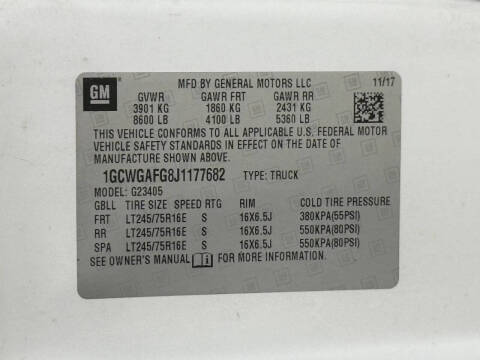 GM
MFD BY GENERAL MOTORS LLC 11/17
GVWR GAWR FRT GAWR RR
3901 KG 1860 KG 2431 KG
8600 LB 4100 LB 5360 LB
THIS VEHICLE CONFORMS TO ALL APPLICABLE U.S. FEDERAL MOTOR
VEHICLE SAFETY STANDARDS IN EFFECT ON THE DATE OF
MANUFACTURE SHOWN ABOVE.
1GCWGAFG8J1177682 TYPE: TRUCK
MODEL: G23405
GBLL TIRE SIZE SPEED RTG RIM COLD TIRE PRESSURE
FRT LT245/75R16E S 16X6.5J 380KPA(55PSI)
RR LT245/75R16E S 16X6.5J 550KPA(80PSI)
SPA LT245/75R16E S 16X6.5J 550KPA(80PSI)
SEE OWNER'S MANUAL FOR MORE INFORMATION.